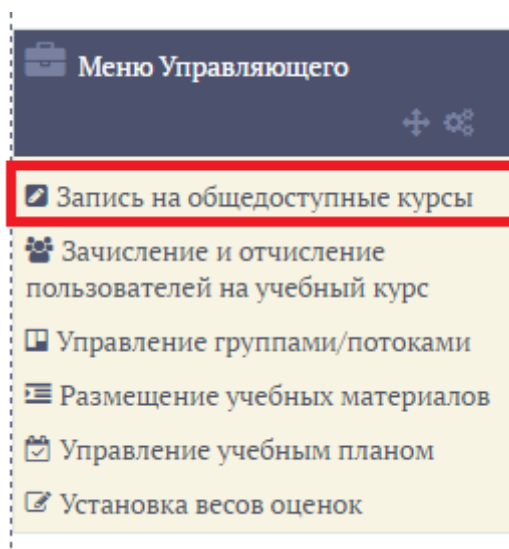 Меню Управляющего
Запись на общедоступные курсы
Зачисление и отчисление
пользователей на учебный курс
Управление группами/потоками
Размещение учебных материалов
Управление учебным планом
Установка весов оценок